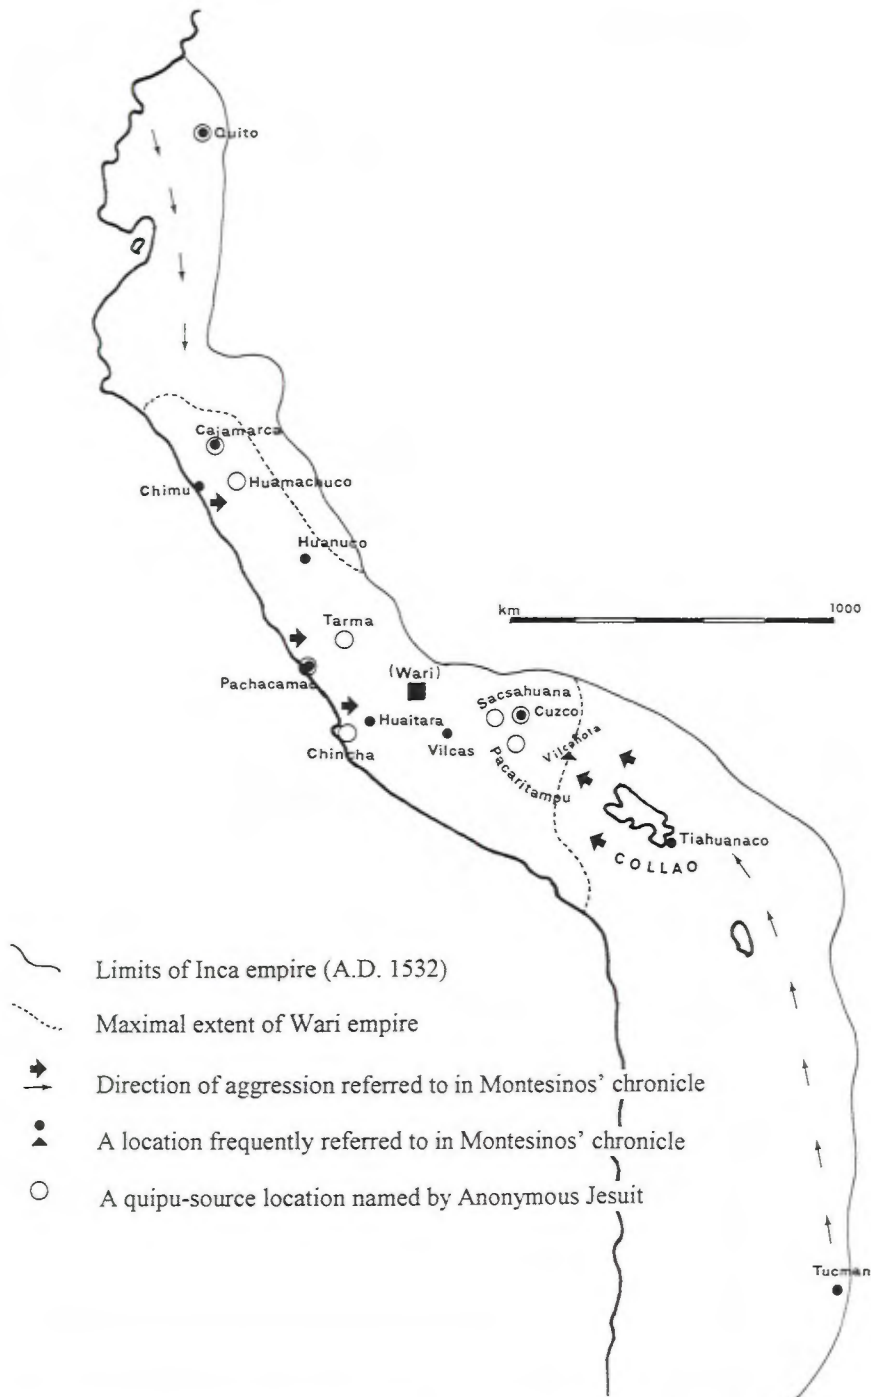 Quito
Cajamarca
Chimu
Huamachuco
Huanuco
km 1000
Tarma
(Wari)
Pachacamac
Sacsahuana
Cuzco
Huaitara
Vilcas
Chincha
Pacaritampu
Vilcanota
Tiahuanaco
COLLAO
Limits of Inca empire (A.D. 1532)
Maximal extent of Wari empire
Direction of aggression referred to in Montesinos' chronicle
A location frequently referred to in Montesinos' chronicle
A quipu-source location named by Anonymous Jesuit
Tucman